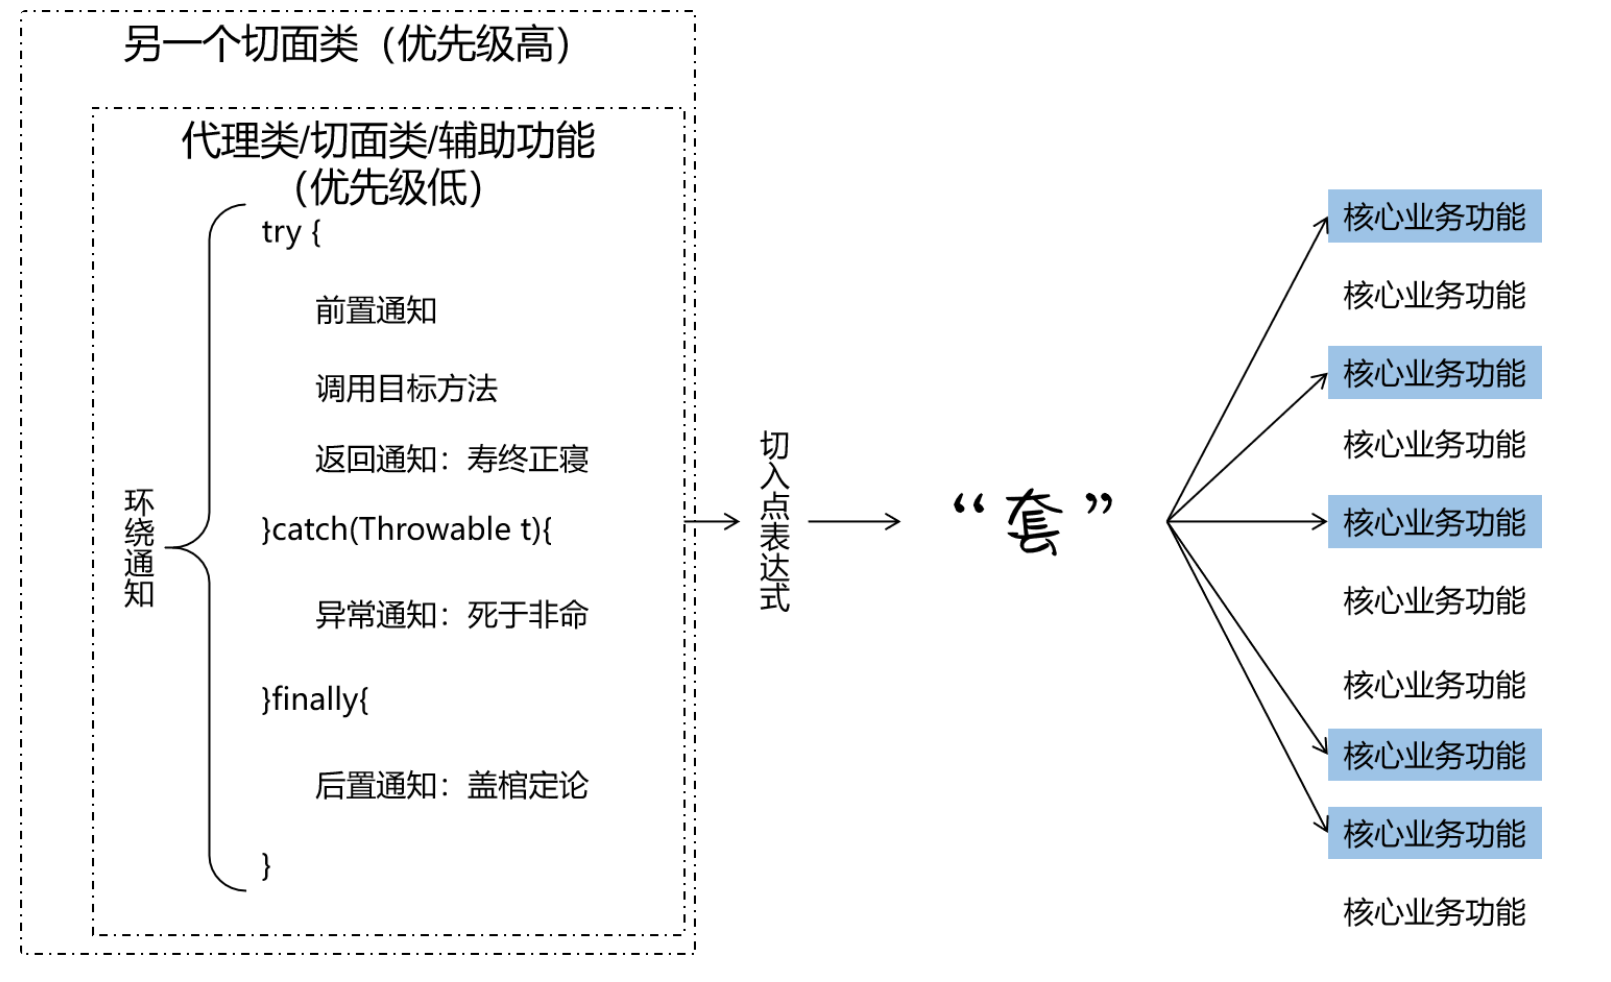 另一个切面类（优先级高）
代理类/切面类/辅助功能
（优先级低）
try {
前置通知
调用目标方法
返回通知：寿终正寝
}catch(Throwable t){
异常通知：死于非命
}finally{
后置通知：盖棺定论
}
环绕通知
切入点表达式
“套”
核心业务功能
核心业务功能
核心业务功能
核心业务功能
核心业务功能
核心业务功能
核心业务功能
核心业务功能
核心业务功能
核心业务功能